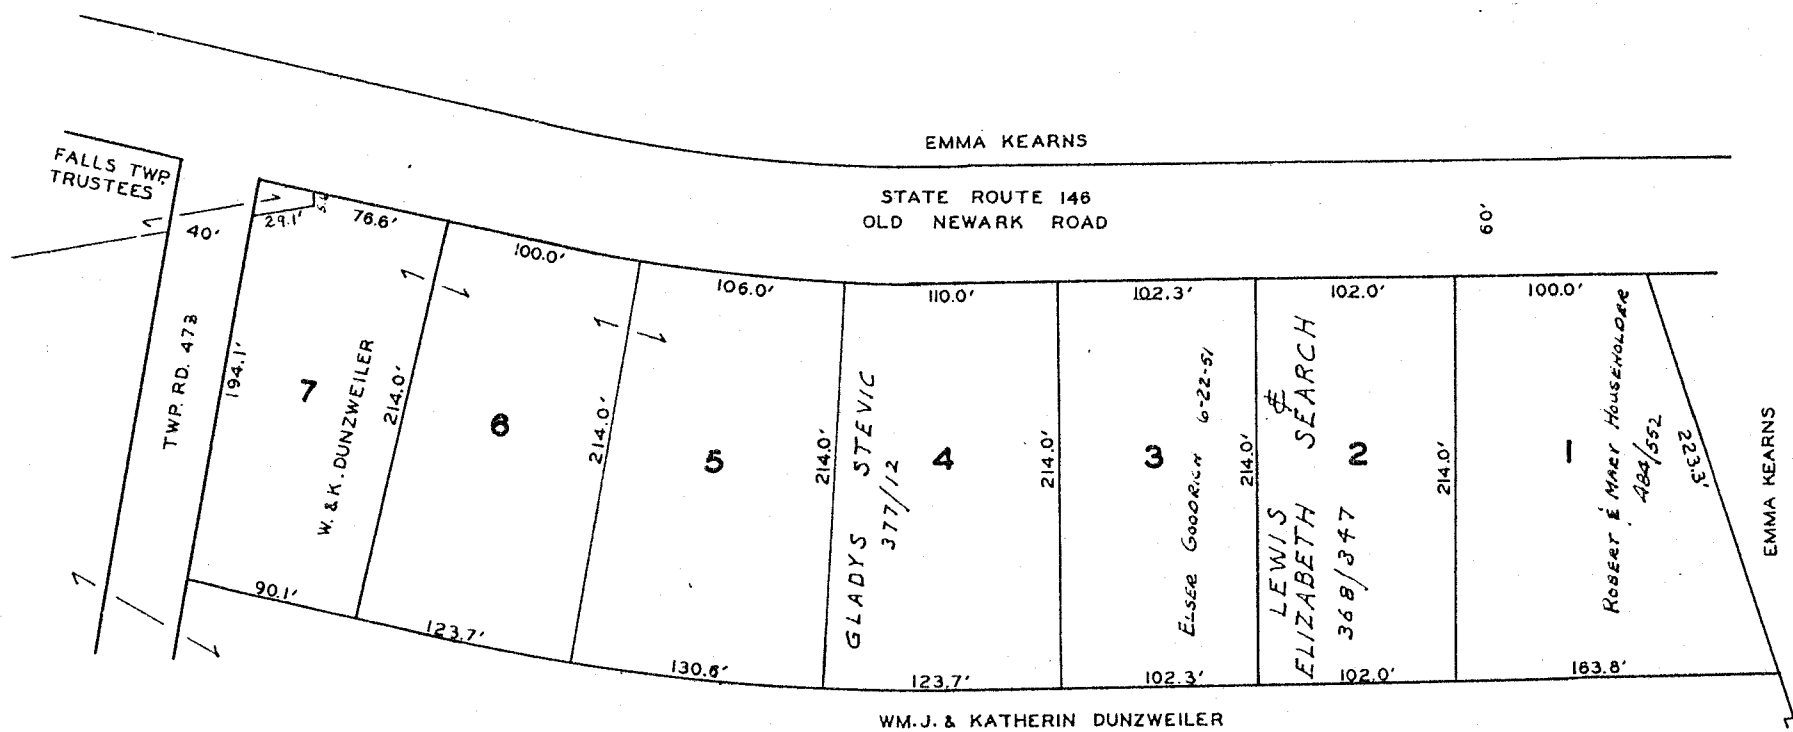 EMMA KEARNS
FALLS TWP.
TRUSTEES
STATE ROUTE 146
OLD NEWARK ROAD
60'
40'
29.1'
76.6'
100.0'
106.0'
110.0'
102.3'
102.0'
100.0'
TWP. RD. 473
194.1'
7
W. & K. DUNZWEILER
214.0'
6
214.0'
5
214.0'
GLADYS STEVIC
377/12
4
214.0'
3
ELSER GOODRICH 6-22-51
214.0'
LEWIS &
ELIZABETH SEARCH
368/347
2
214.0'
1
ROBERT & MARY HOUSEHOLDER
484/552
223.3'
EMMA KEARNS
90.1'
123.7'
130.6'
123.7'
102.3'
102.0'
163.8'
WM. J. & KATHERIN DUNZWEILER